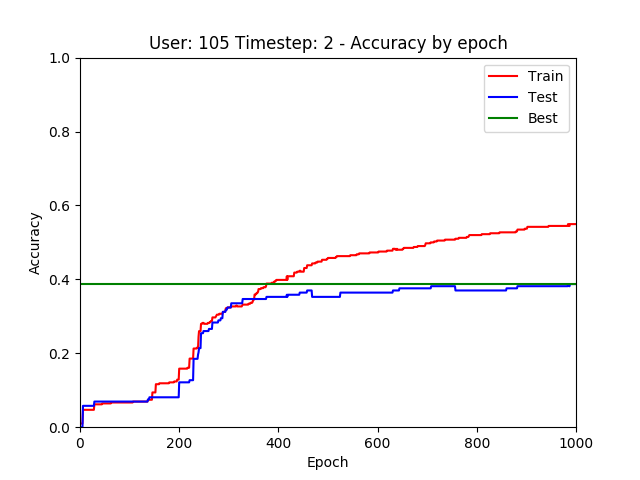 User: 105 Timestep: 2 - Accuracy by epoch
Train
Test
Best
Accuracy
1.0
0.8
0.6
0.4
0.2
0.0
0 200 400 600 800 1000
Epoch